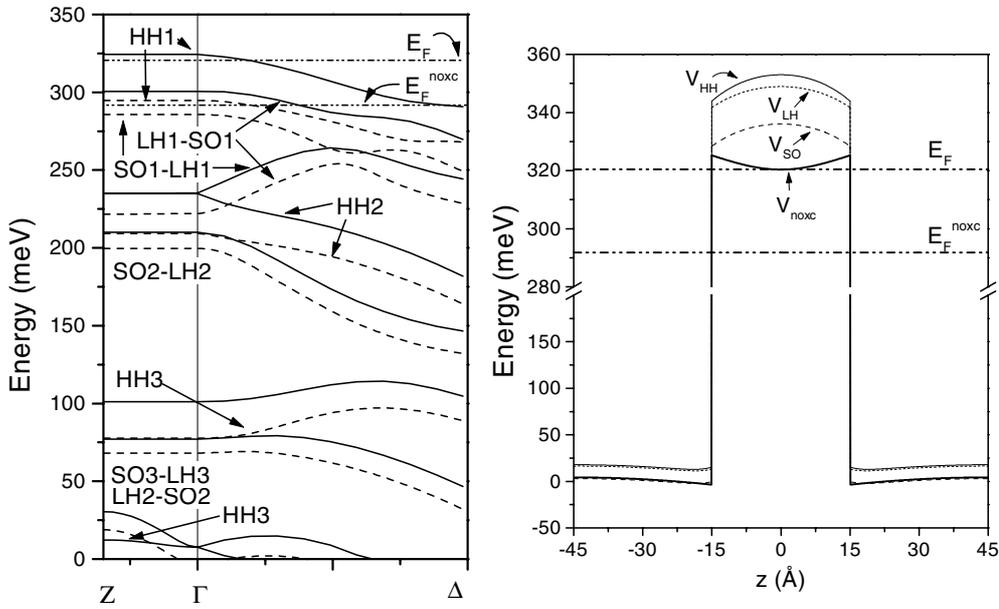 350
300
250
200
150
100
50
0
Energy (meV)
HH1
E_F
E_F^noxc
LH1-SO1
SO1-LH1
HH2
SO2-LH2
HH3
SO3-LH3
LH2-SO2
HH3
Z
Γ
Δ
360
340
320
300
280
150
100
50
0
-50
Energy (meV)
V_HH
V_LH
V_SO
E_F
V_noxc
E_F^noxc
-45
-30
-15
0
15
30
45
z (Å)